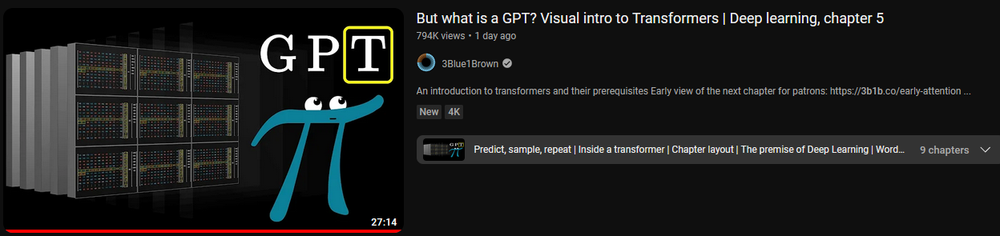 GPT
27:14
But what is a GPT? Visual intro to Transformers | Deep learning, chapter 5
794K views • 1 day ago
3Blue1Brown
An introduction to transformers and their prerequisites Early view of the next chapter for patrons: https://3b1b.co/early-attention ...
New 4K
Predict, sample, repeat | Inside a transformer | Chapter layout | The premise of Deep Learning | Word... 9 chapters